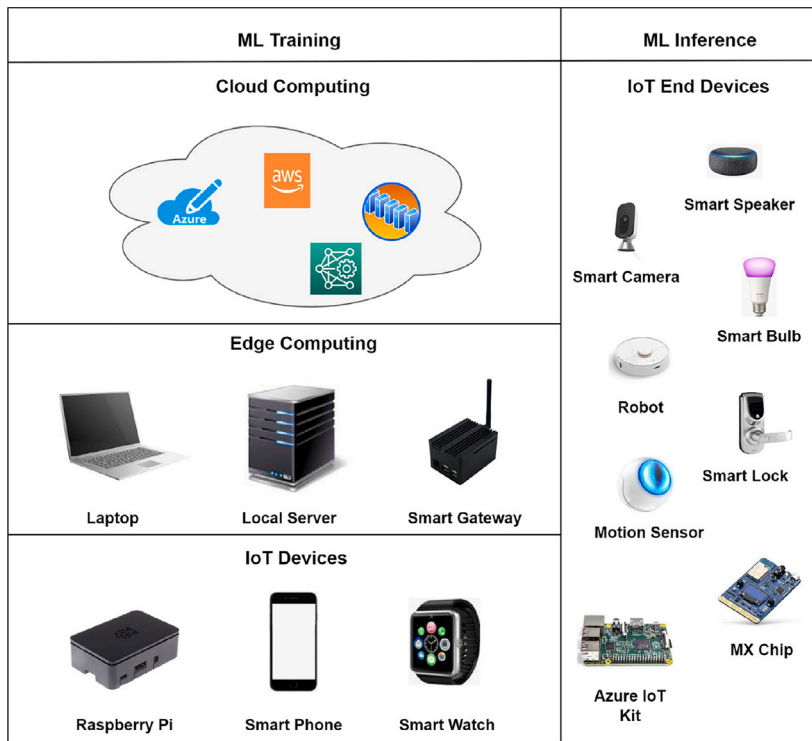 ML Training
ML Inference
Cloud Computing
Azure
aws
Edge Computing
Laptop
Local Server
Smart Gateway
IoT Devices
Raspberry Pi
Smart Phone
Smart Watch
IoT End Devices
Smart Speaker
Smart Camera
Smart Bulb
Robot
Smart Lock
Motion Sensor
MX Chip
Azure IoT
Kit